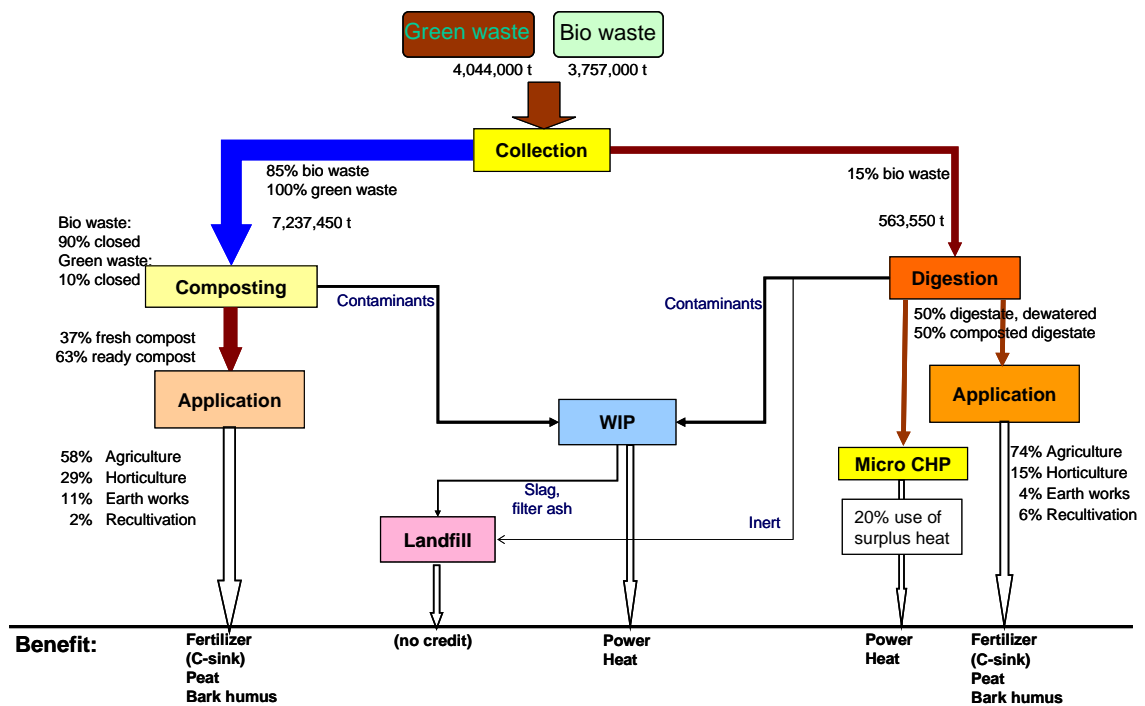 Green waste
Bio waste
4,044,000 t
3,757,000 t
Collection
85% bio waste
100% green waste
7,237,450 t
15% bio waste
563,550 t
Bio waste:
90% closed
Green waste:
10% closed
Composting
Digestion
Contaminants
Contaminants
37% fresh compost
63% ready compost
50% digestate, dewatered
50% composted digestate
Application
Application
WIP
Micro CHP
58% Agriculture
29% Horticulture
11% Earth works
2% Recultivation
74% Agriculture
15% Horticulture
4% Earth works
6% Recultivation
Slag,
filter ash
Landfill
Inert
20% use of
surplus heat
Benefit:
Fertilizer
(C-sink)
Peat
Bark humus
(no credit)
Power
Heat
Power
Heat
Fertilizer
(C-sink)
Peat
Bark humus